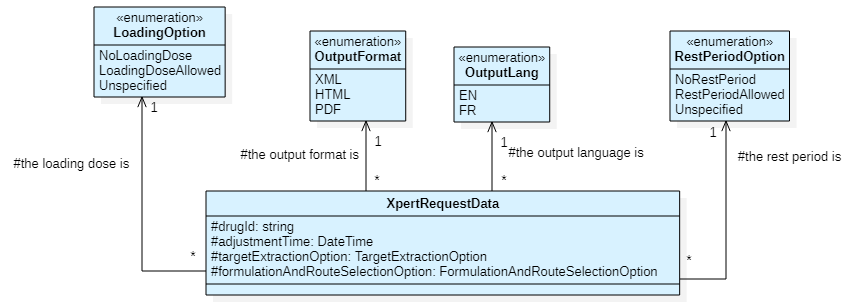 «enumeration»
LoadingOption
NoLoadingDose
LoadingDoseAllowed
Unspecified
«enumeration»
OutputFormat
XML
HTML
PDF
«enumeration»
OutputLang
EN
FR
«enumeration»
RestPeriodOption
NoRestPeriod
RestPeriodAllowed
Unspecified
1
1
1
1
#the loading dose is
#the output format is
#the output language is
#the rest period is
*
*
XpertRequestData
#drugId: string
#adjustmentTime: DateTime
#targetExtractionOption: TargetExtractionOption
#formulationAndRouteSelectionOption: FormulationAndRouteSelectionOption
*
*